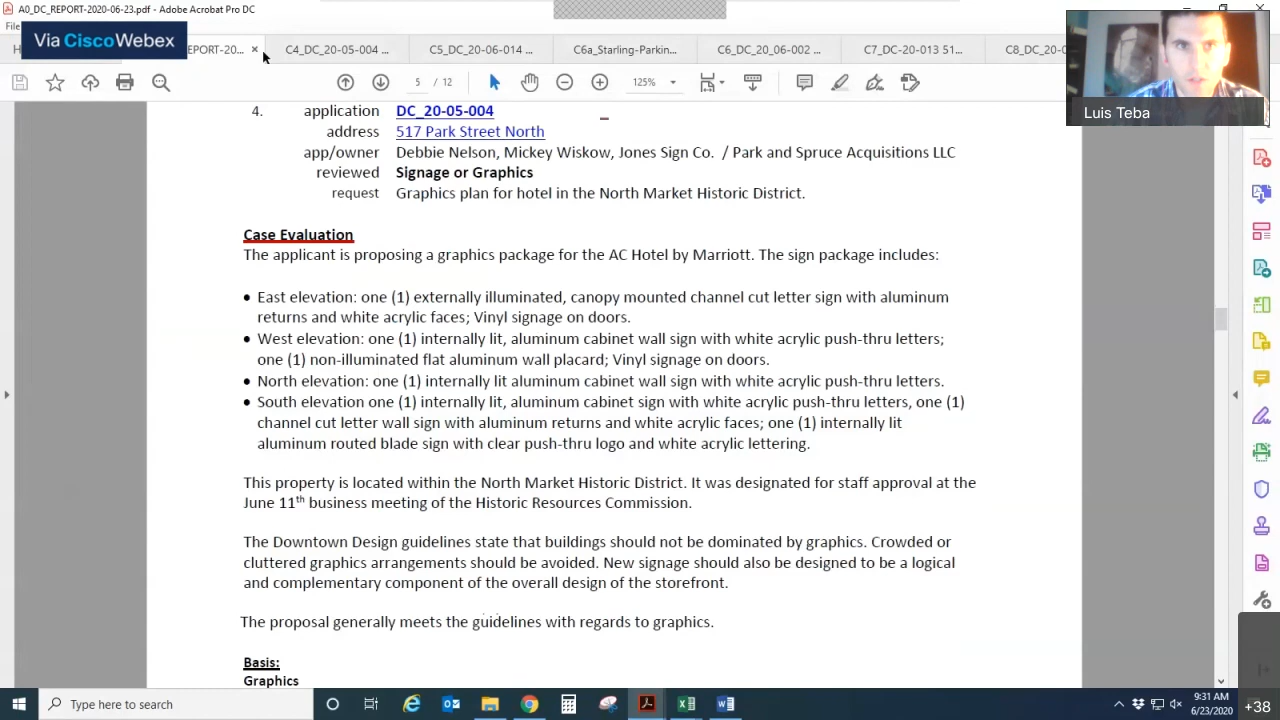 A0_DC_REPORT-2020-06-23.pdf - Adobe Acrobat Pro DC
Via Cisco Webex
EPORT-20... ×
C4_DC_20-05-004 ...
C5_DC_20-06-014 ...
C6a_Starling-Parkin...
C6_DC_20_06-002 ...
C7_DC-20-013 51...
C8_DC_20-0
5 / 12
125%
Luis Teba
4. application DC_20-05-004
address 517 Park Street North
app/owner Debbie Nelson, Mickey Wiskow, Jones Sign Co. / Park and Spruce Acquisitions LLC
reviewed Signage or Graphics
request Graphics plan for hotel in the North Market Historic District.
Case Evaluation
The applicant is proposing a graphics package for the AC Hotel by Marriott. The sign package includes:
• East elevation: one (1) externally illuminated, canopy mounted channel cut letter sign with aluminum
returns and white acrylic faces; Vinyl signage on doors.
• West elevation: one (1) internally lit, aluminum cabinet wall sign with white acrylic push-thru letters;
one (1) non-illuminated flat aluminum wall placard; Vinyl signage on doors.
• North elevation: one (1) internally lit aluminum cabinet wall sign with white acrylic push-thru letters.
• South elevation one (1) internally lit, aluminum cabinet sign with white acrylic push-thru letters, one (1)
channel cut letter wall sign with aluminum returns and white acrylic faces; one (1) internally lit
aluminum routed blade sign with clear push-thru logo and white acrylic lettering.
This property is located within the North Market Historic District. It was designated for staff approval at the
June 11th business meeting of the Historic Resources Commission.
The Downtown Design guidelines state that buildings should not be dominated by graphics. Crowded or
cluttered graphics arrangements should be avoided. New signage should also be designed to be a logical
and complementary component of the overall design of the storefront.
The proposal generally meets the guidelines with regards to graphics.
Basis:
Graphics
Type here to search
9:31 AM
6/23/2020
+38